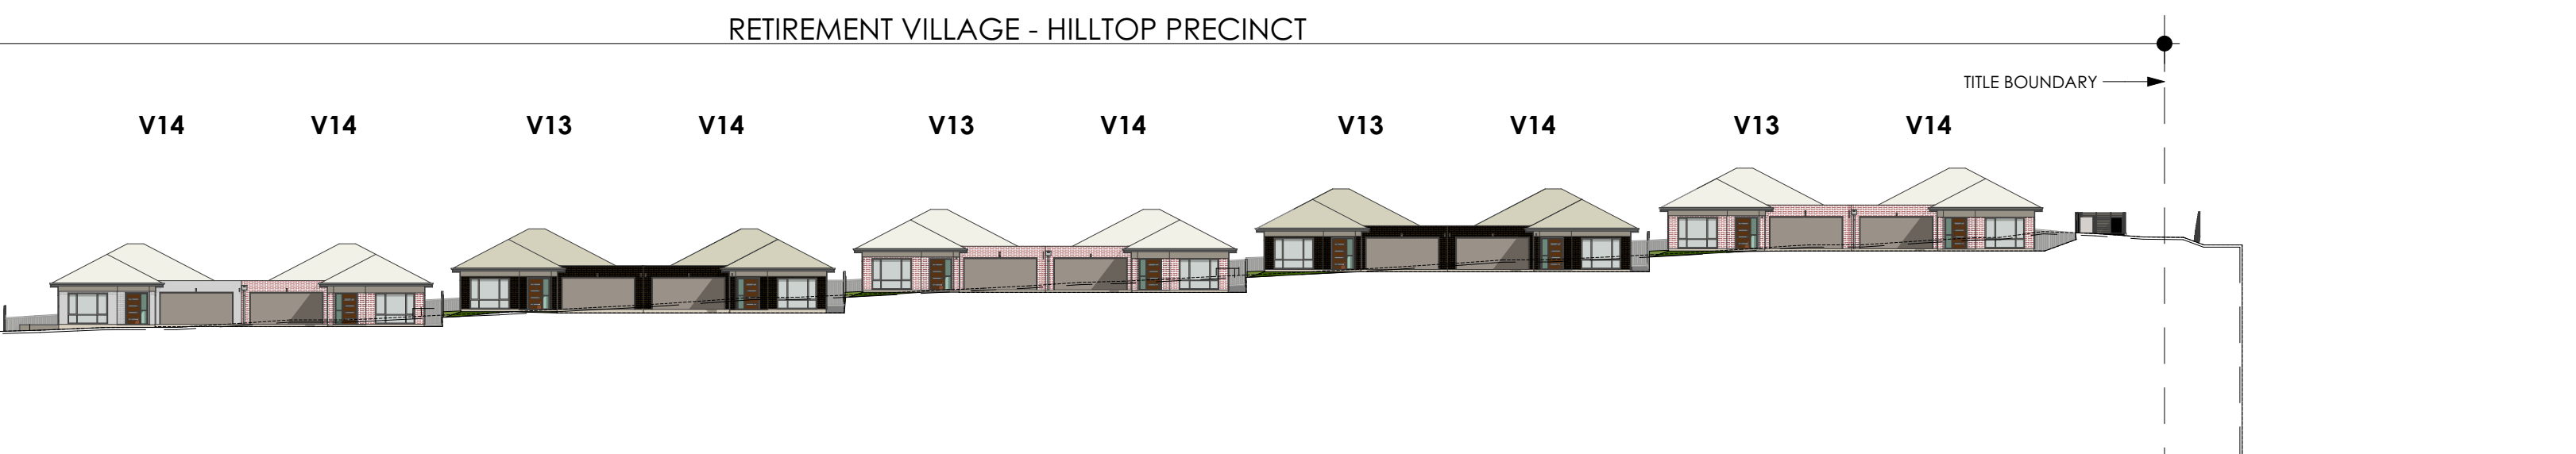 RETIREMENT VILLAGE - HILLTOP PRECINCT
TITLE BOUNDARY
V14 V14 V13 V14 V13 V14 V13 V14 V13 V14